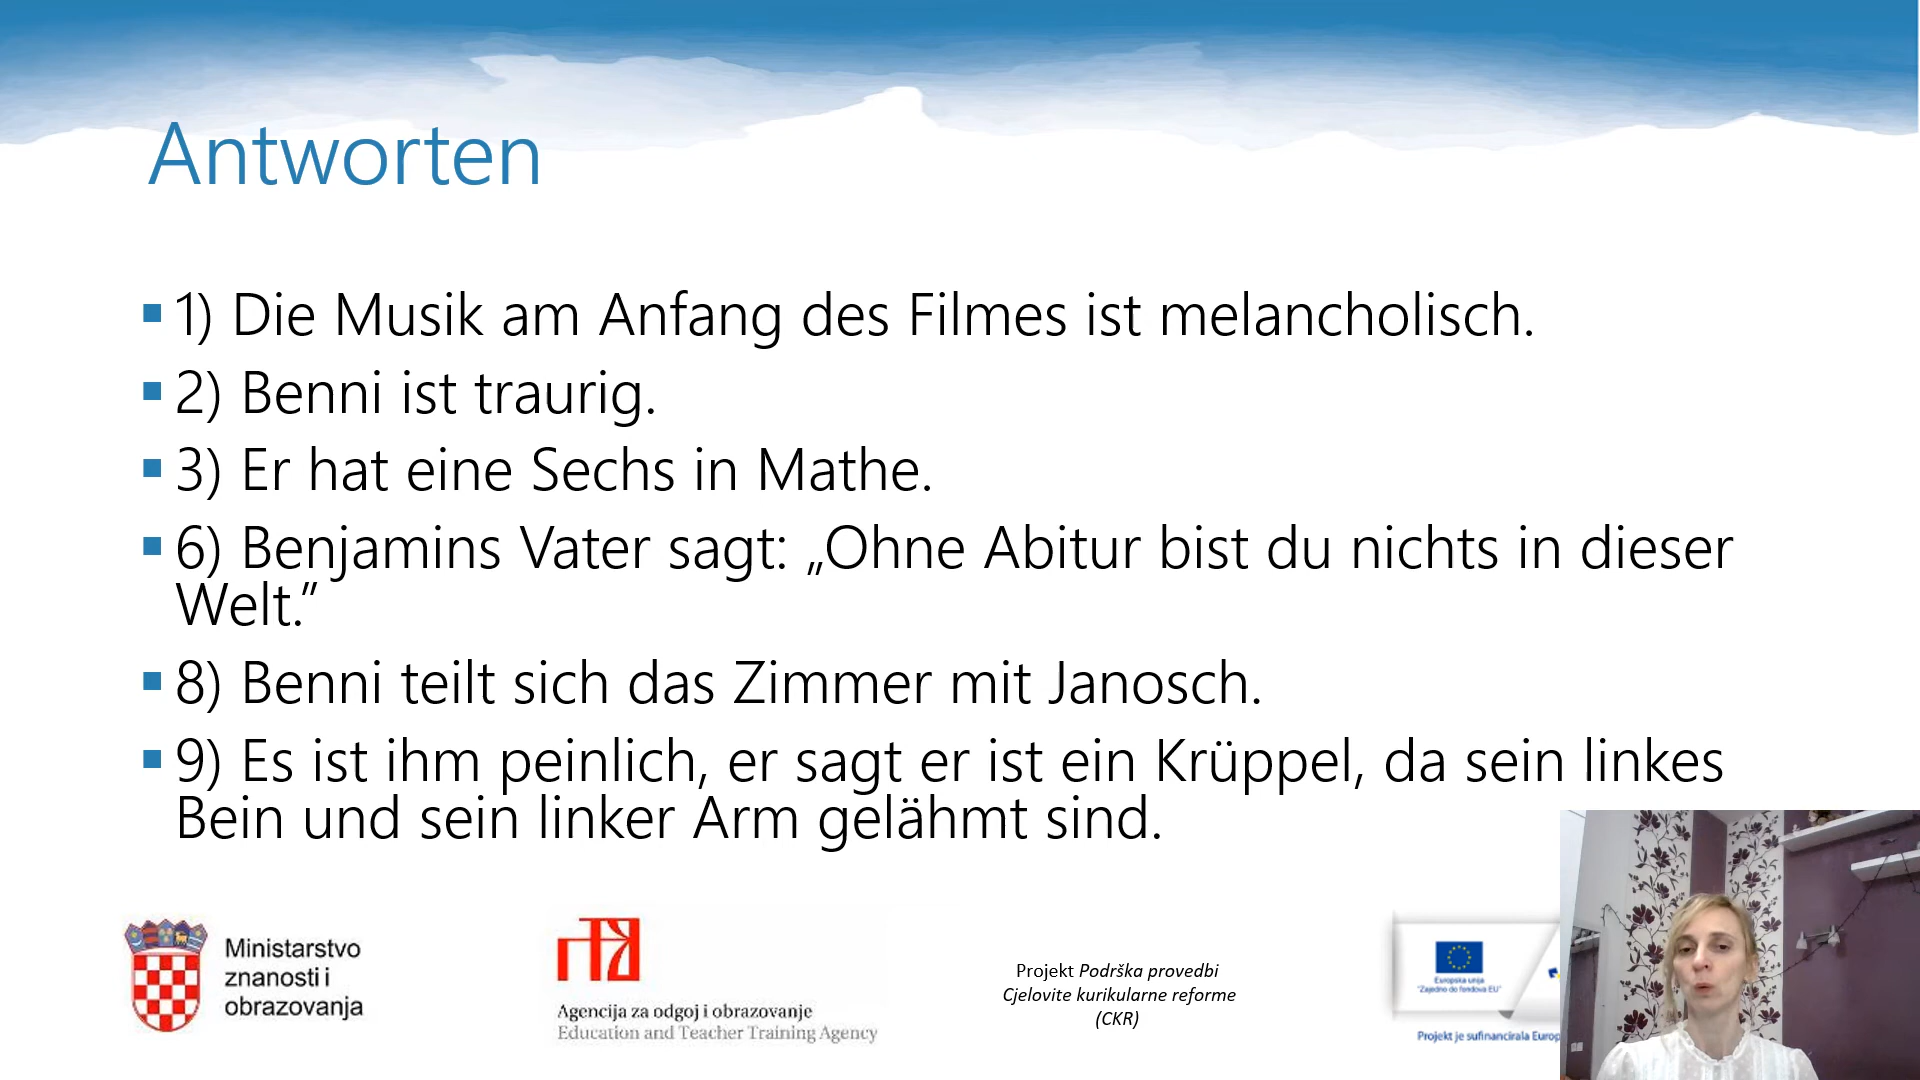 Antworten
1) Die Musik am Anfang des Filmes ist melancholisch.
2) Benni ist traurig.
3) Er hat eine Sechs in Mathe.
6) Benjamins Vater sagt: „Ohne Abitur bist du nichts in dieser
Welt.”
8) Benni teilt sich das Zimmer mit Janosch.
9) Es ist ihm peinlich, er sagt er ist ein Krüppel, da sein linkes
Bein und sein linker Arm gelähmt sind.
Ministarstvo
znanosti i
obrazovanja
Agencija za odgoj i obrazovanje
Education and Teacher Training Agency
Projekt Podrška provedbi
Cjelovite kurikularne reforme
(CKR)
Europska unija
"Zajedno do fondova EU"
Projekt je sufinancirala Europ